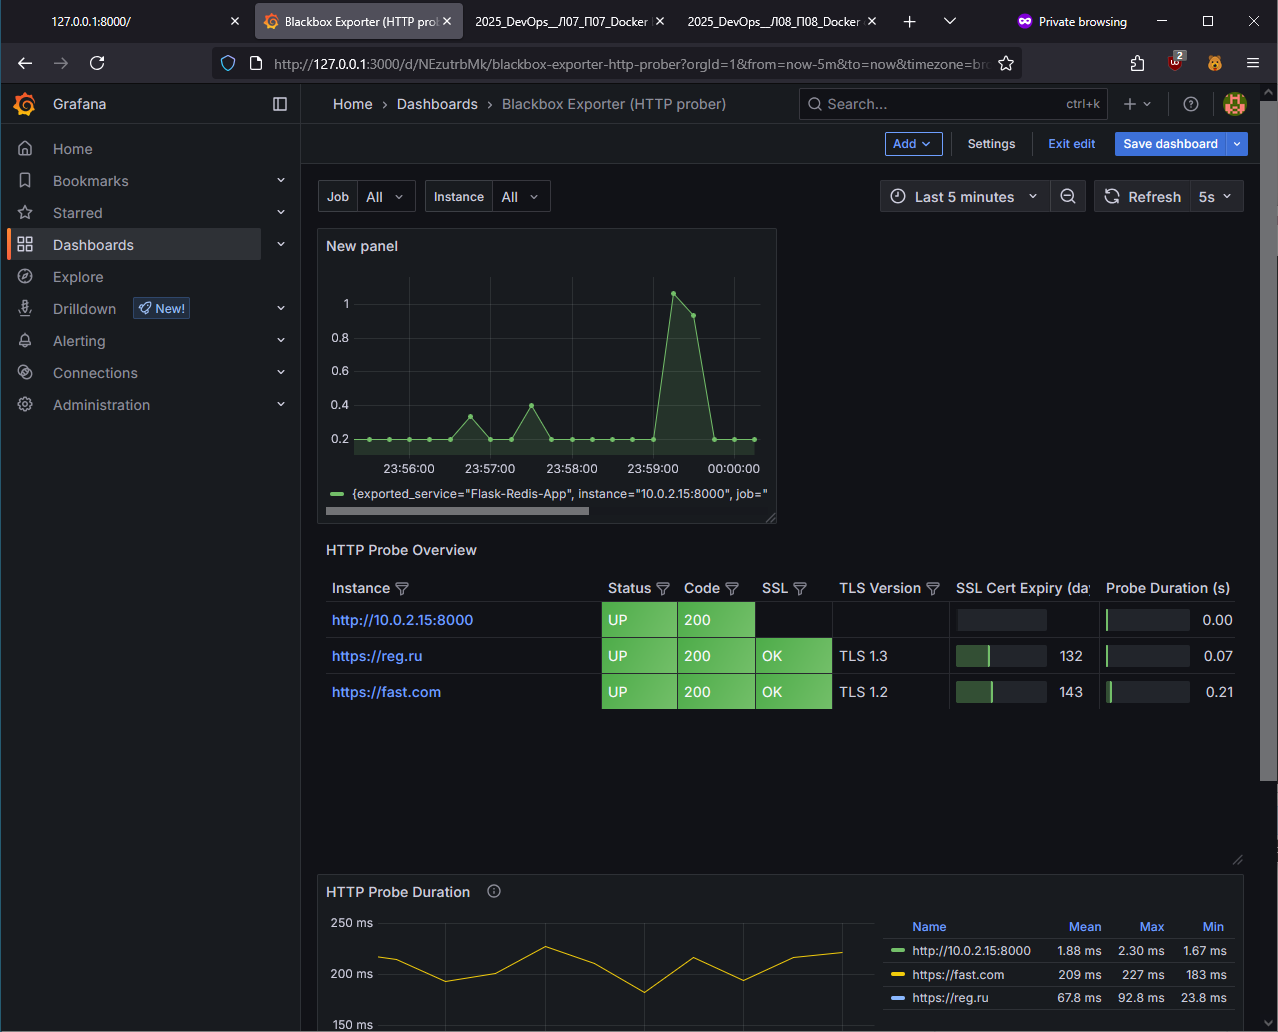 127.0.0.1:8000/
Blackbox Exporter (HTTP prol
2025_DevOps__Л07_П07_Docker
2025_DevOps__Л08_П08_Docker
Private browsing
http://127.0.0.1:3000/d/NEzutrbMk/blackbox-exporter-http-prober?orgId=1&from=now-5m&to=now&timezone=bro
2
Grafana
Home
Bookmarks
Starred
Dashboards
Explore
Drilldown New!
Alerting
Connections
Administration
Home › Dashboards › Blackbox Exporter (HTTP prober)
Search... ctrl+k
Add Settings Exit edit Save dashboard
Job All Instance All
Last 5 minutes Refresh 5s
New panel
1
0.8
0.6
0.4
0.2
23:56:00 23:57:00 23:58:00 23:59:00 00:00:00
{exported_service="Flask-Redis-App", instance="10.0.2.15:8000", job="
HTTP Probe Overview
Instance Status Code SSL TLS Version SSL Cert Expiry (day Probe Duration (s)
http://10.0.2.15:8000 UP 200 0.00
https://reg.ru UP 200 OK TLS 1.3 132 0.07
https://fast.com UP 200 OK TLS 1.2 143 0.21
HTTP Probe Duration
250 ms
200 ms
150 ms
Name Mean Max Min
http://10.0.2.15:8000 1.88 ms 2.30 ms 1.67 ms
https://fast.com 209 ms 227 ms 183 ms
https://reg.ru 67.8 ms 92.8 ms 23.8 ms